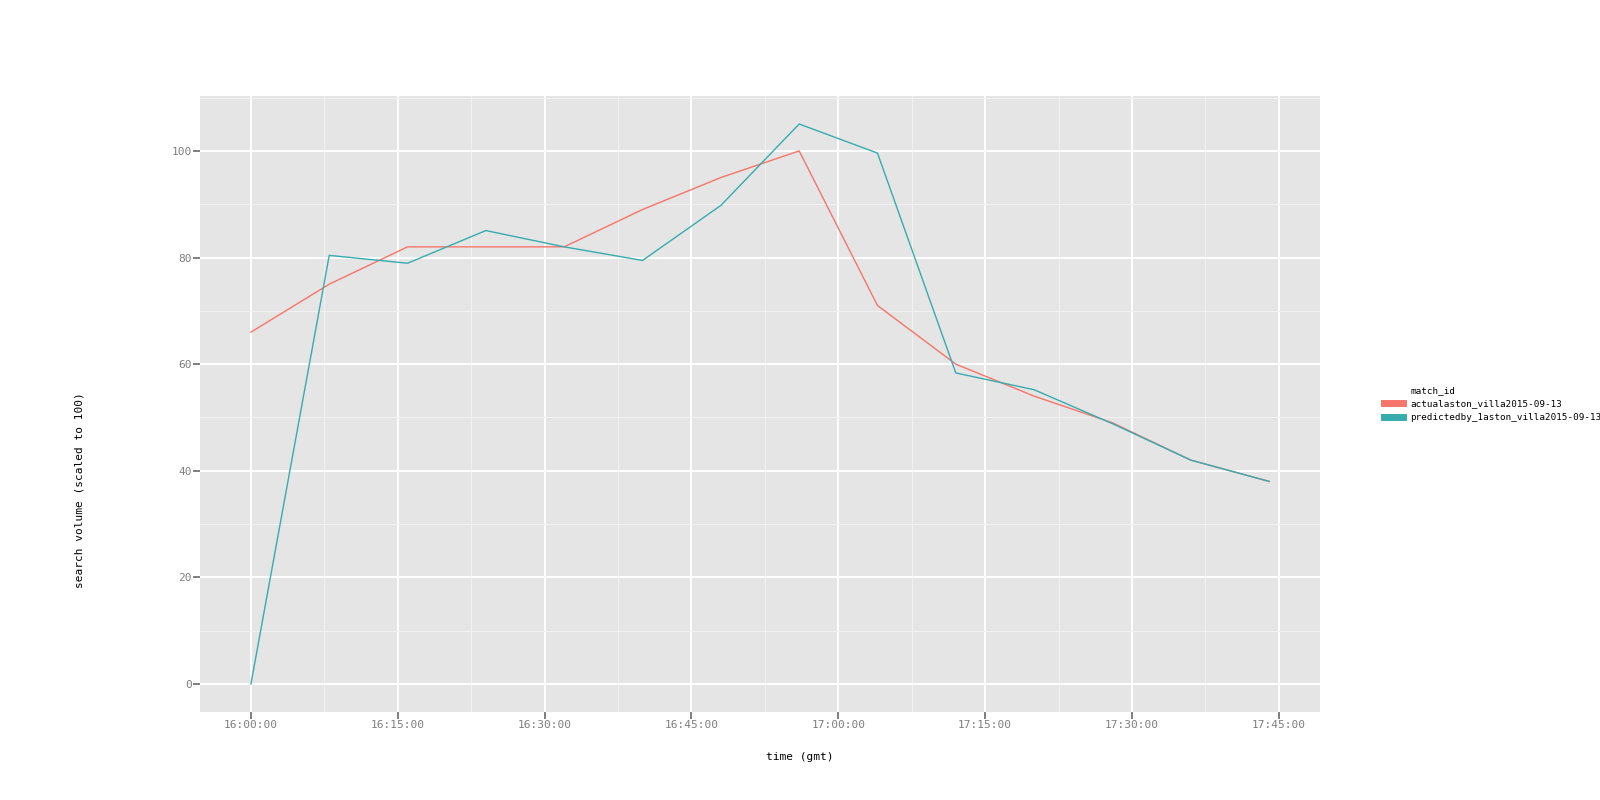 100
80
60
40
20
0
search volume (scaled to 100)
16:00:00 16:15:00 16:30:00 16:45:00 17:00:00 17:15:00 17:30:00 17:45:00
time (gmt)
match_id
actualaston_villa2015-09-13
predictedby_1aston_villa2015-09-13